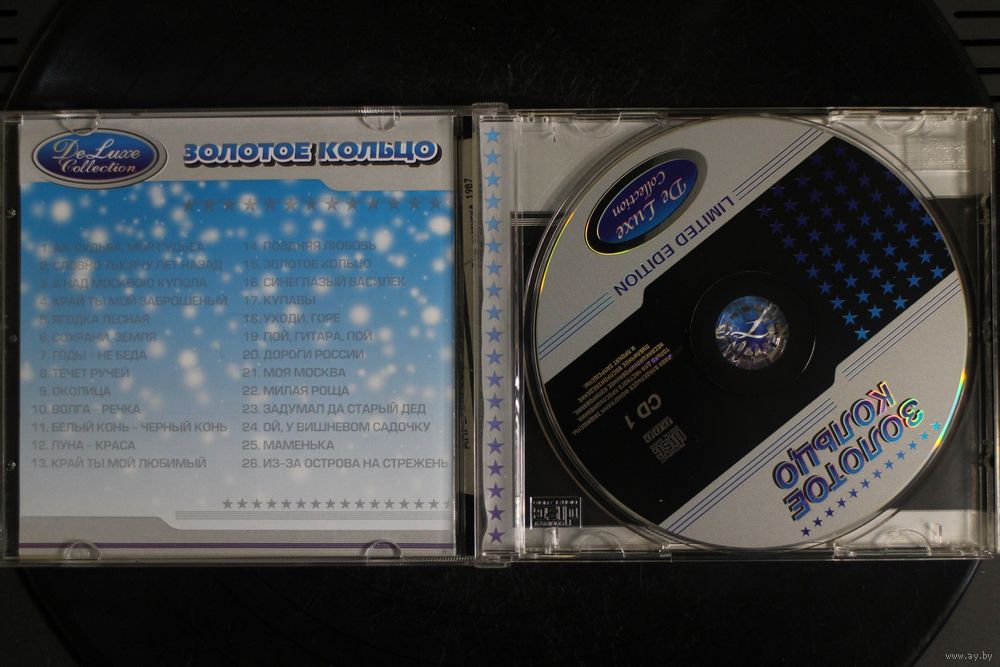 De Luxe
Collection
ЗОЛОТОЕ КОЛЬЦО
1. АХ, СУДЬБА, МОЯ СУДЬБА
2. СЛОВНО ТЫСЯЧУ ЛЕТ НАЗАД
3. А НАД МОСКВОЮ КУПОЛА
4. КРАЙ ТЫ МОЙ ЗАБРОШЕНЫЙ
5. ЯГОДКА ЛЕСНАЯ
6. СОХРАНИ, ЗЕМЛЯ
7. ГОДЫ - НЕ БЕДА
8. ТЕЧЕТ РУЧЕЙ
9. ОКОЛИЦА
10. ВОЛГА - РЕЧКА
11. БЕЛЫЙ КОНЬ - ЧЕРНЫЙ КОНЬ
12. ЛУНА - КРАСА
13. КРАЙ ТЫ МОЙ ЛЮБИМЫЙ
14. ПОЗДНЯЯ ЛЮБОВЬ
15. ЗОЛОТОЕ КОЛЬЦО
16. СИНЕГЛАЗЫЙ ВАСИЛЕК
17. КУПАВЫ
18. УХОДИ, ГОРЕ
19. ПОЙ, ГИТАРА, ПОЙ
20. ДОРОГИ РОССИИ
21. МОЯ МОСКВА
22. МИЛАЯ РОЩА
23. ЗАДУМАЛ ДА СТАРЫЙ ДЕД
24. ОЙ, У ВИШНЕВОМ САДОЧКУ
25. МАМЕНЬКА
26. ИЗ-ЗА ОСТРОВА НА СТРЕЖЕНЬ
1987
De Luxe
Collection
LIMITED EDITION
CD 1
ЗОЛОТОЕ
КОЛЬЦО
www.ay.by